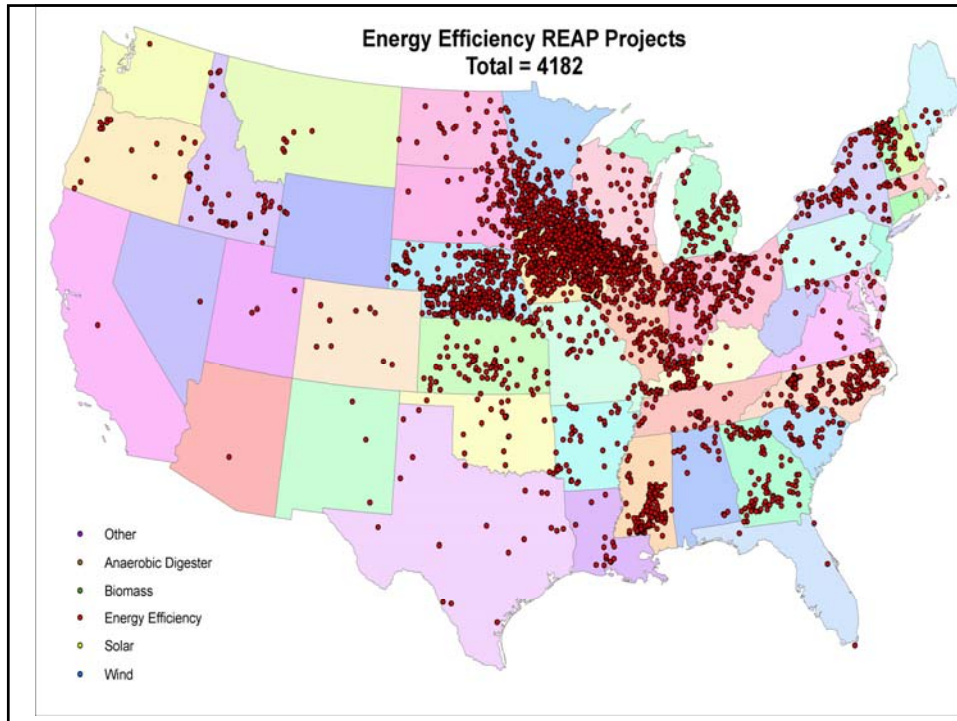 Energy Efficiency REAP Projects
Total = 4182
Other
Anaerobic Digester
Biomass
Energy Efficiency
Solar
Wind